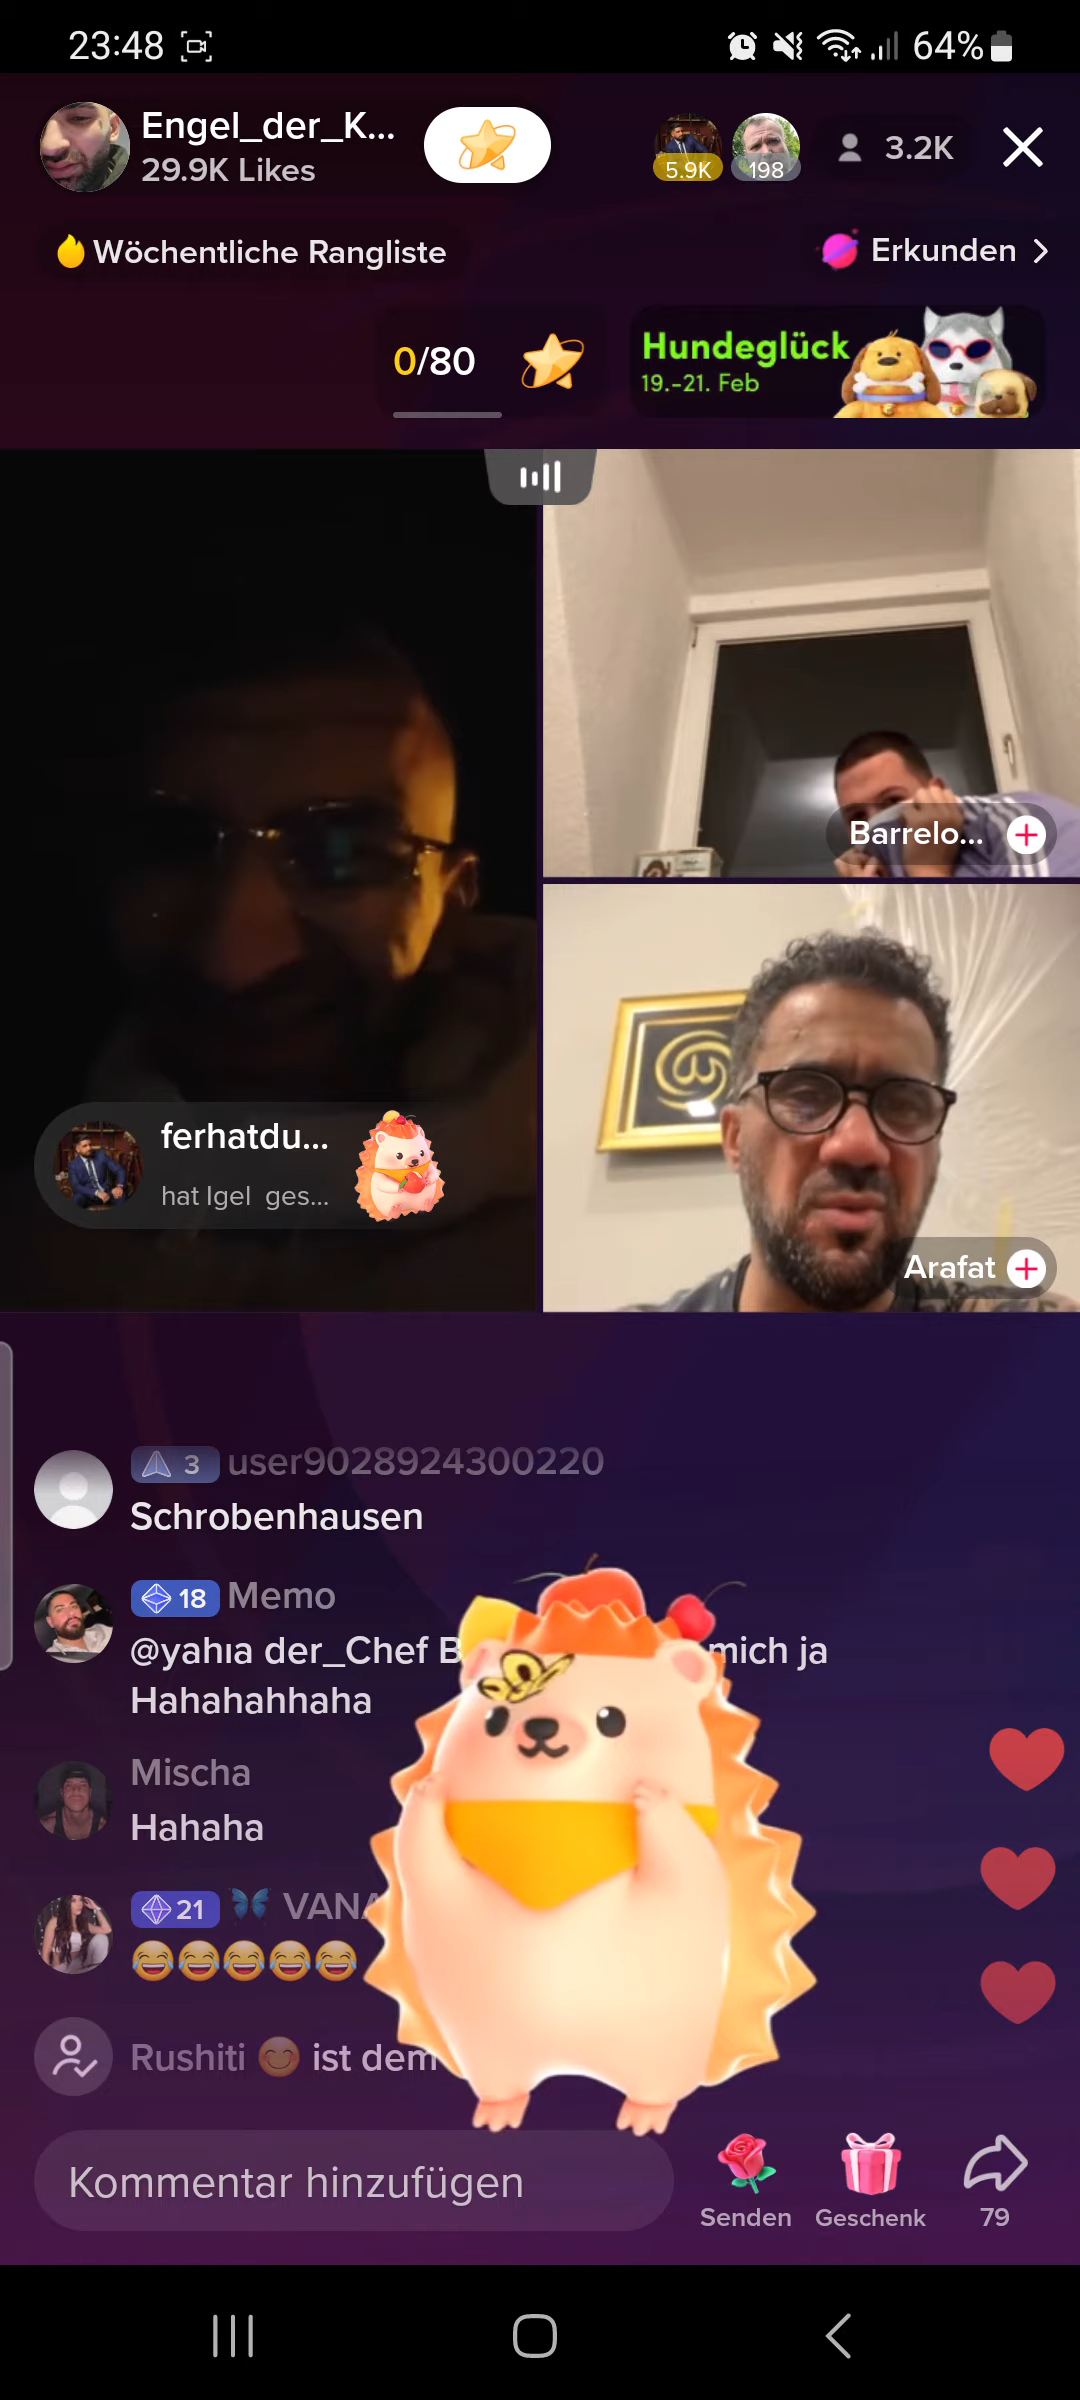 23:48
64%
Engel_der_K...
29.9K Likes
5.9K
198
3.2K
Wöchentliche Rangliste
Erkunden
0/80
Hundeglück
19.-21. Feb
Barrelo...
ferhatdu...
hat Igel ges...
Arafat
3 user9028924300220
Schrobenhausen
18 Memo
@yahıa der_Chef B mich ja
Hahahahhaha
Mischa
Hahaha
21 VANA
Rushiti ist dem
Kommentar hinzufügen
Senden
Geschenk
79